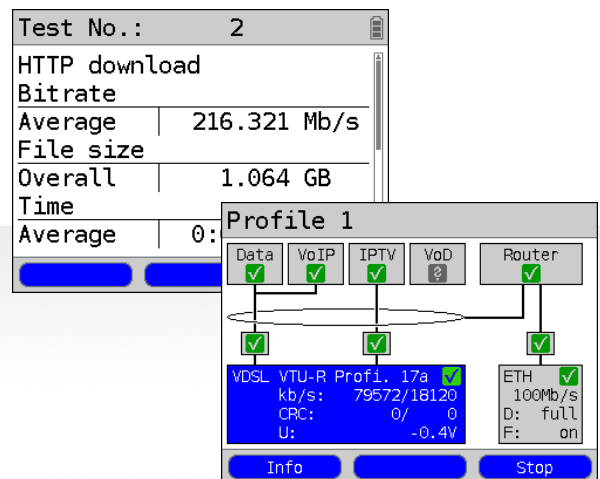 Test No.: 2
HTTP download
Bitrate
Average 216.321 Mb/s
File size
Overall 1.064 GB
Time
Average 0:
Profile 1
Data VoIP IPTV VoD Router
?
VDSL VTU-R Profi. 17a
kb/s: 79572/18120
CRC: 0/ 0
U: -0.4V
ETH
100Mb/s
D: full
F: on
Info Stop